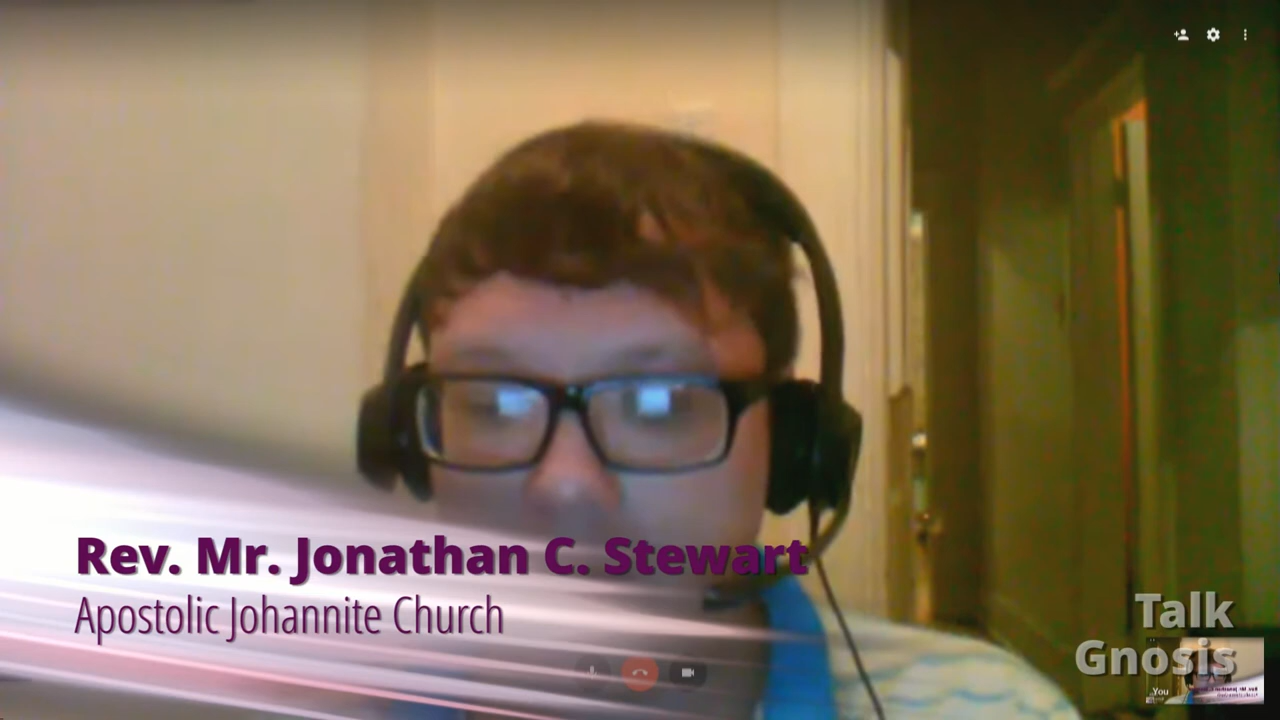 Rev. Mr. Jonathan C. Stewart
Apostolic Johannite Church
Talk
Gnosis
You